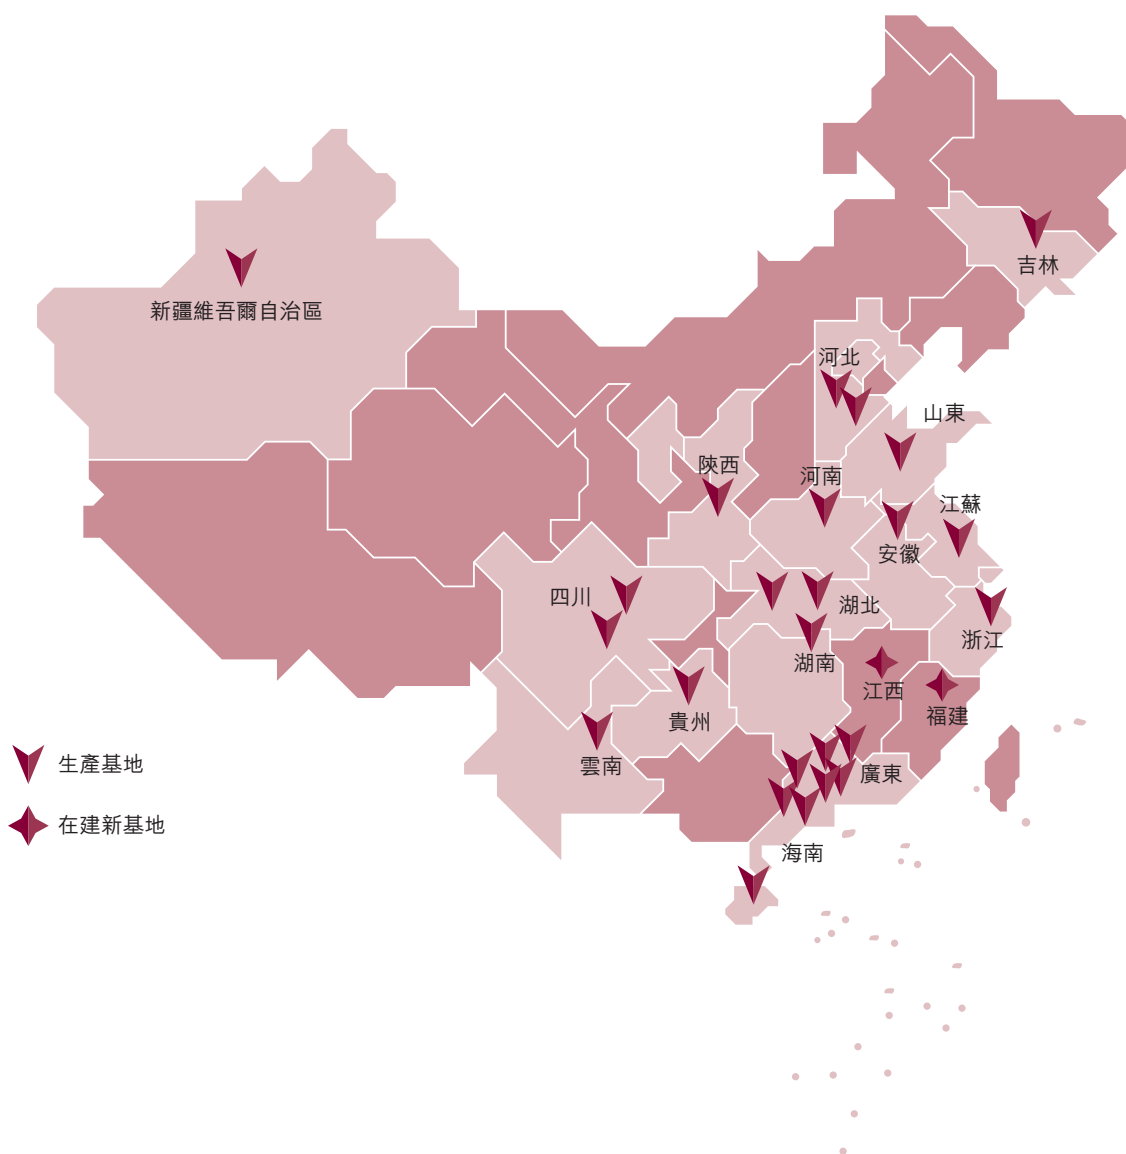 吉林
新疆維吾爾自治區
河北
山東
陝西
河南
江蘇
安徽
四川
湖北
浙江
湖南
江西
貴州
福建
雲南
生產基地
廣東
在建新基地
海南